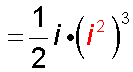 = 1/2 i • (i²)³